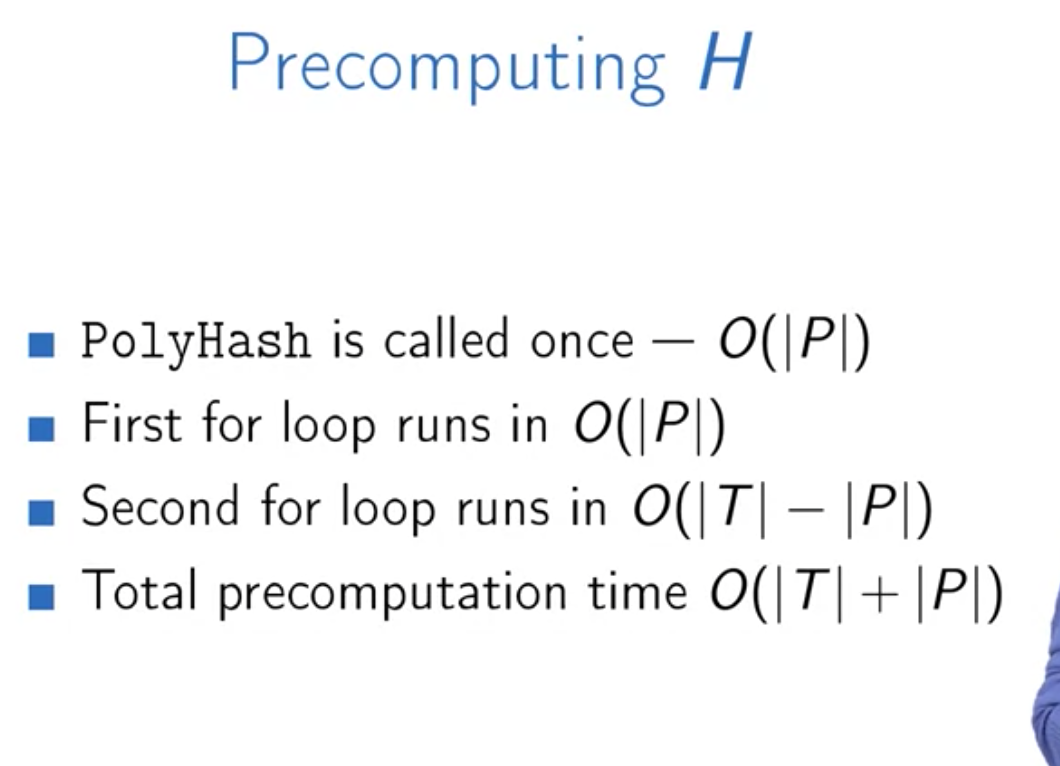 Precomputing H
PolyHash is called once — O(|P|)
First for loop runs in O(|P|)
Second for loop runs in O(|T| − |P|)
Total precomputation time O(|T| + |P|)